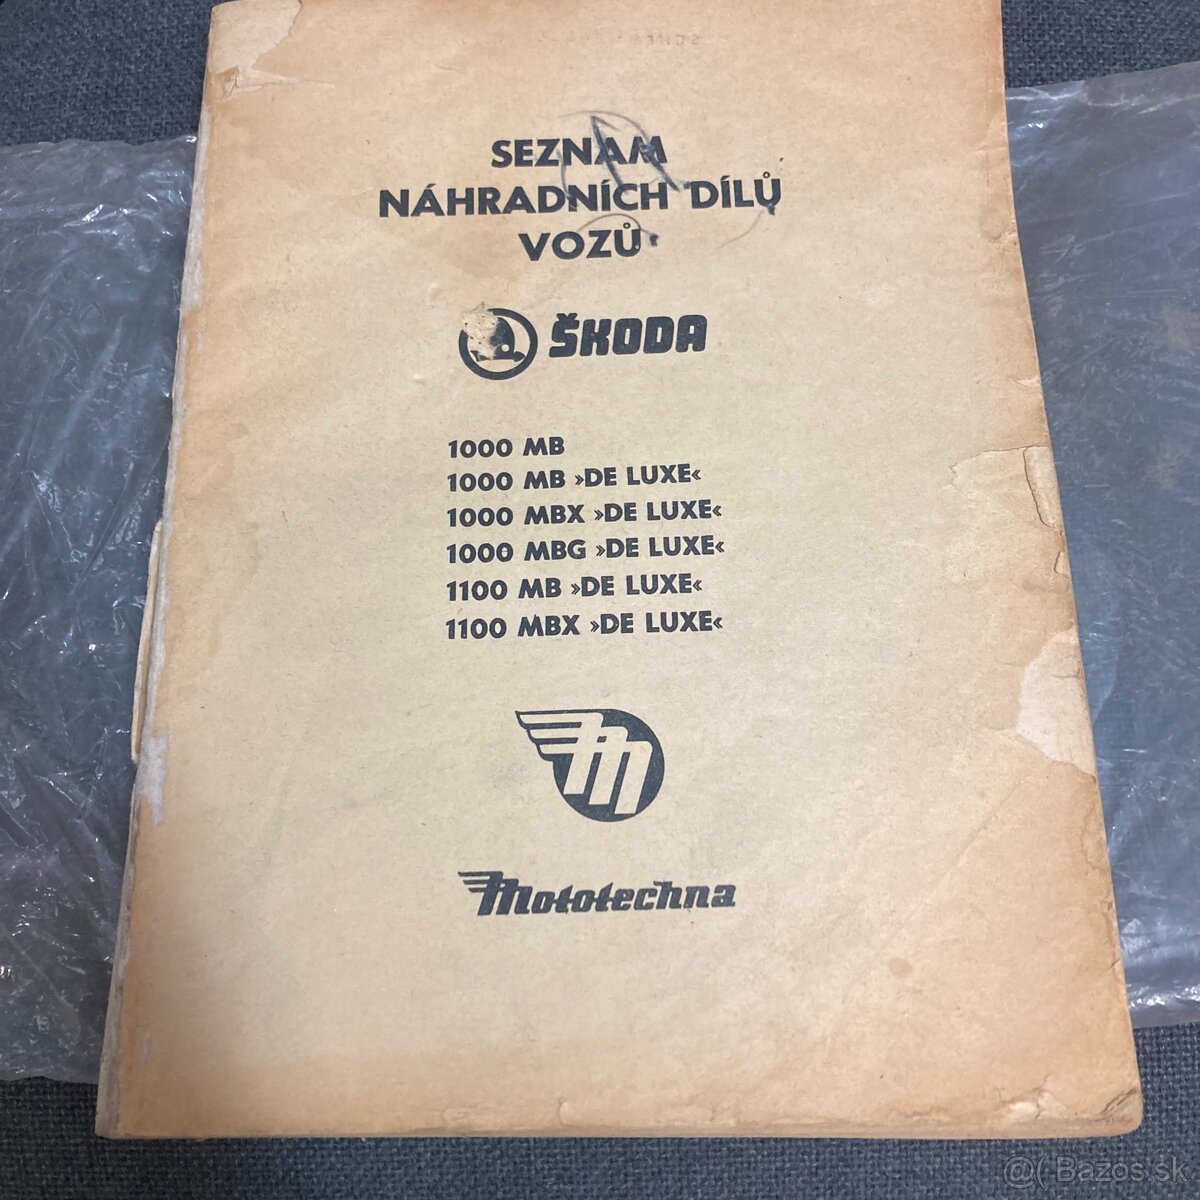 SEZNAM
NÁHRADNÍCH DÍLŮ
VOZŮ
ŠKODA
1000 MB
1000 MB »DE LUXE«
1000 MBX »DE LUXE«
1000 MBG »DE LUXE«
1100 MB »DE LUXE«
1100 MBX »DE LUXE«
Mototechna
@( Bazos.sk